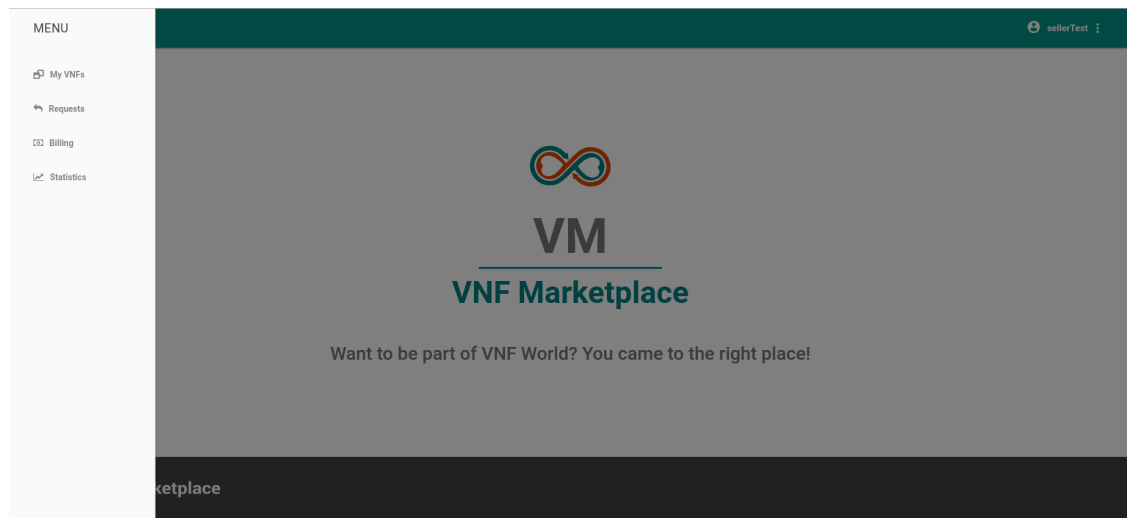 MENU
sellerTest
My VNFs
Requests
Billing
Statistics
VM
VNF Marketplace
Want to be part of VNF World? You came to the right place!
ketplace